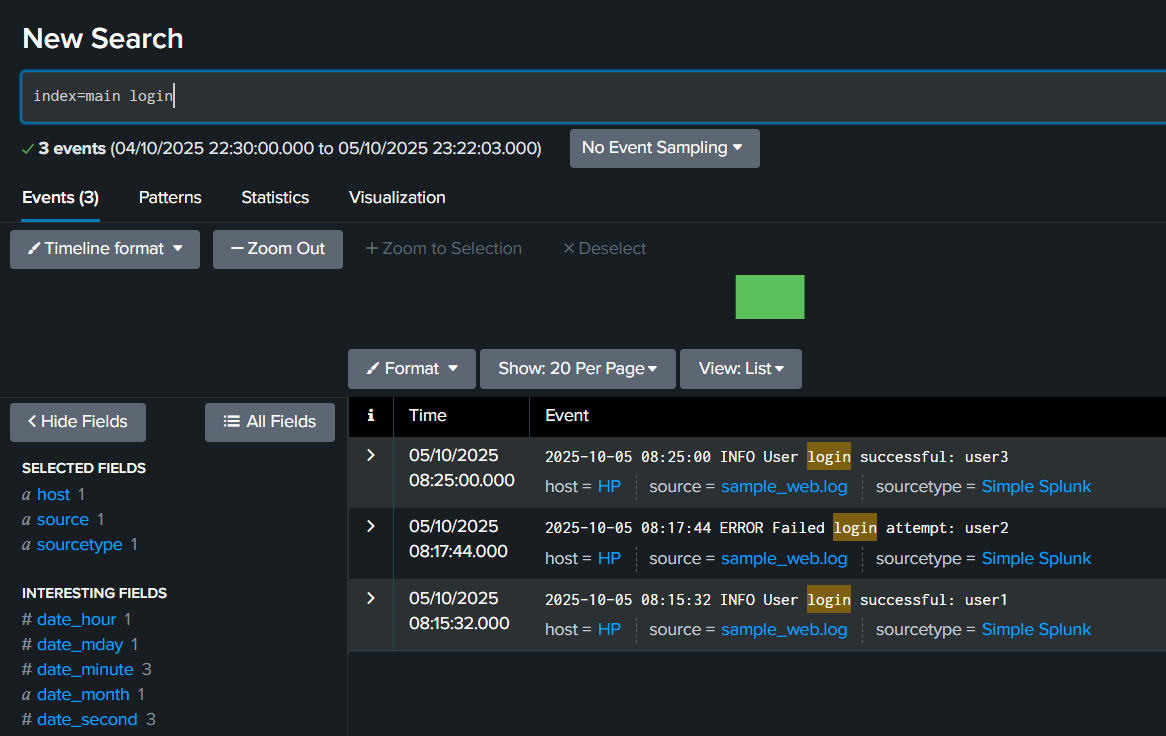 New Search
index=main login
3 events (04/10/2025 22:30:00.000 to 05/10/2025 23:22:03.000)
No Event Sampling
Events (3) Patterns Statistics Visualization
Timeline format Zoom Out + Zoom to Selection × Deselect
Format Show: 20 Per Page View: List
Hide Fields All Fields
SELECTED FIELDS
a host 1
a source 1
a sourcetype 1
INTERESTING FIELDS
# date_hour 1
# date_mday 1
# date_minute 3
a date_month 1
# date_second 3
i Time Event
05/10/2025 08:25:00.000
2025-10-05 08:25:00 INFO User login successful: user3
host = HP source = sample_web.log sourcetype = Simple Splunk
05/10/2025 08:17:44.000
2025-10-05 08:17:44 ERROR Failed login attempt: user2
host = HP source = sample_web.log sourcetype = Simple Splunk
05/10/2025 08:15:32.000
2025-10-05 08:15:32 INFO User login successful: user1
host = HP source = sample_web.log sourcetype = Simple Splunk